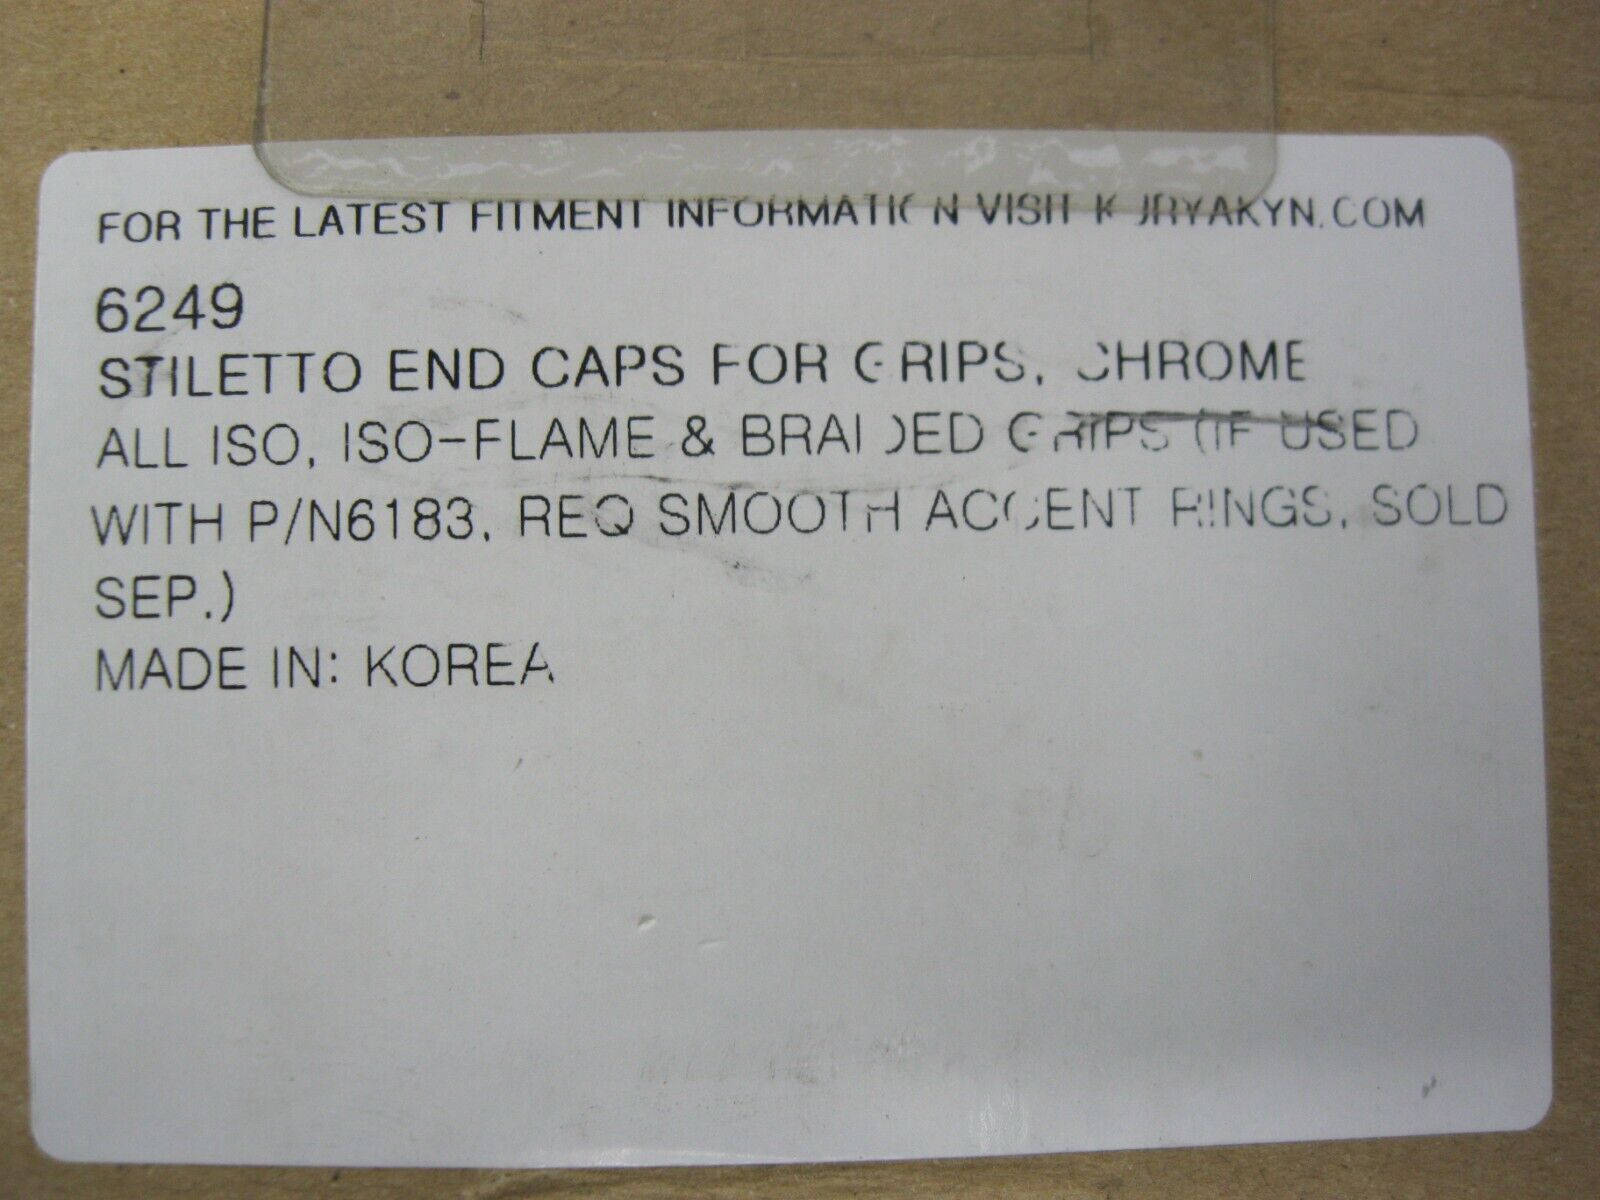 FOR THE LATEST FITMENT INFORMATION VISIT KURYAKYN.COM
6249
STILETTO END CAPS FOR GRIPS, CHROME
ALL ISO, ISO-FLAME & BRAIDED GRIPS (IF USED
WITH P/N6183, REQ SMOOTH ACCENT RINGS, SOLD
SEP.)
MADE IN: KOREA